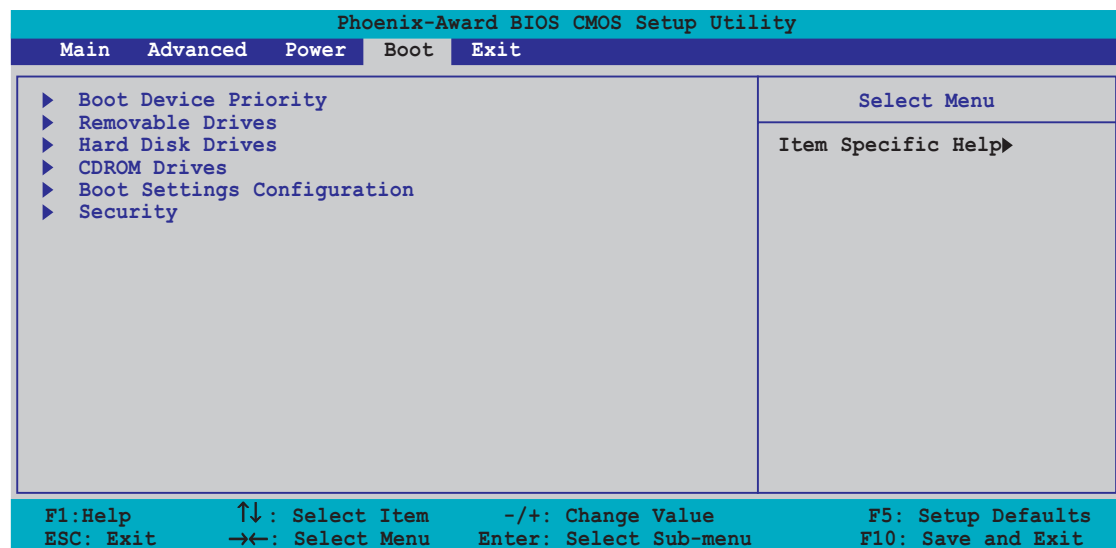 Phoenix-Award BIOS CMOS Setup Utility
Main Advanced Power Boot Exit
▶ Boot Device Priority
▶ Removable Drives
▶ Hard Disk Drives
▶ CDROM Drives
▶ Boot Settings Configuration
▶ Security
Select Menu
Item Specific Help▶
F1:Help ↑↓: Select Item -/+: Change Value F5: Setup Defaults
ESC: Exit →←: Select Menu Enter: Select Sub-menu F10: Save and Exit